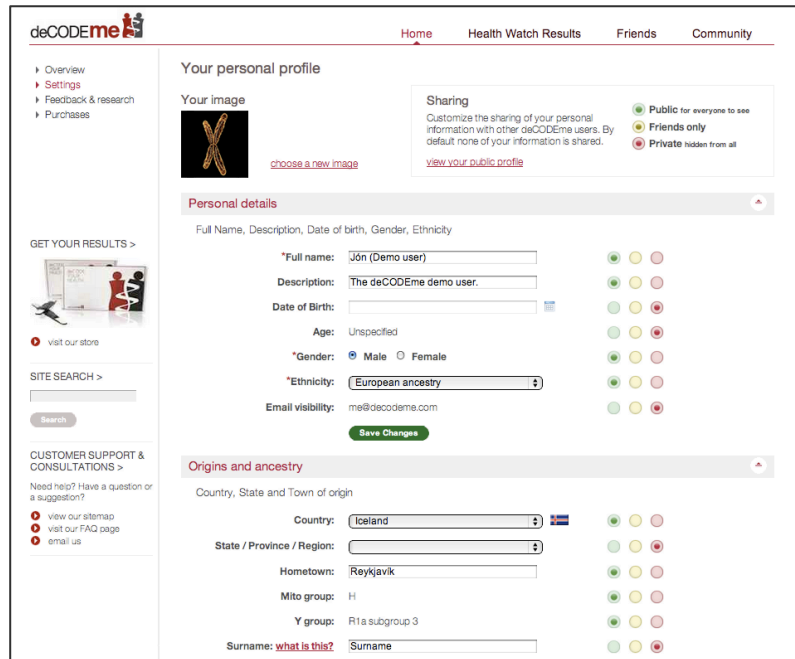 deCODEme
Home Health Watch Results Friends Community
Overview
Settings
Feedback & research
Purchases
GET YOUR RESULTS >
visit our store
SITE SEARCH >
Search
CUSTOMER SUPPORT &
CONSULTATIONS >
Need help? Have a question or
a suggestion?
view our sitemap
visit our FAQ page
email us
Your personal profile
Your image
choose a new image
Sharing
Customize the sharing of your personal
information with other deCODEme users. By
default none of your information is shared.
view your public profile
Public for everyone to see
Friends only
Private hidden from all
Personal details
Full Name, Description, Date of birth, Gender, Ethnicity
*Full name: Jón (Demo user)
Description: The deCODEme demo user.
Date of Birth:
Age: Unspecified
*Gender: Male Female
*Ethnicity: European ancestry
Email visibility: me@decodeme.com
Save Changes
Origins and ancestry
Country, State and Town of origin
Country: Iceland
State / Province / Region:
Hometown: Reykjavík
Mito group: H
Y group: R1a subgroup 3
Surname: what is this? Surname